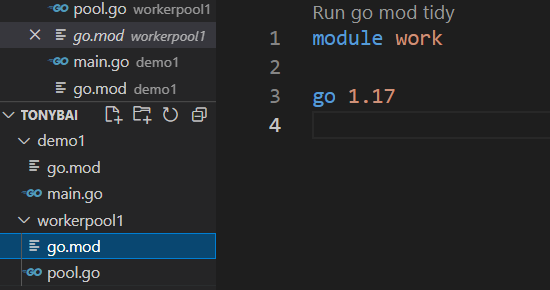 pool.go workerpool1
go.mod workerpool1
main.go demo1
go.mod demo1
TONYBAI
demo1
go.mod
main.go
workerpool1
go.mod
pool.go
Run go mod tidy
1 module work
2
3 go 1.17
4